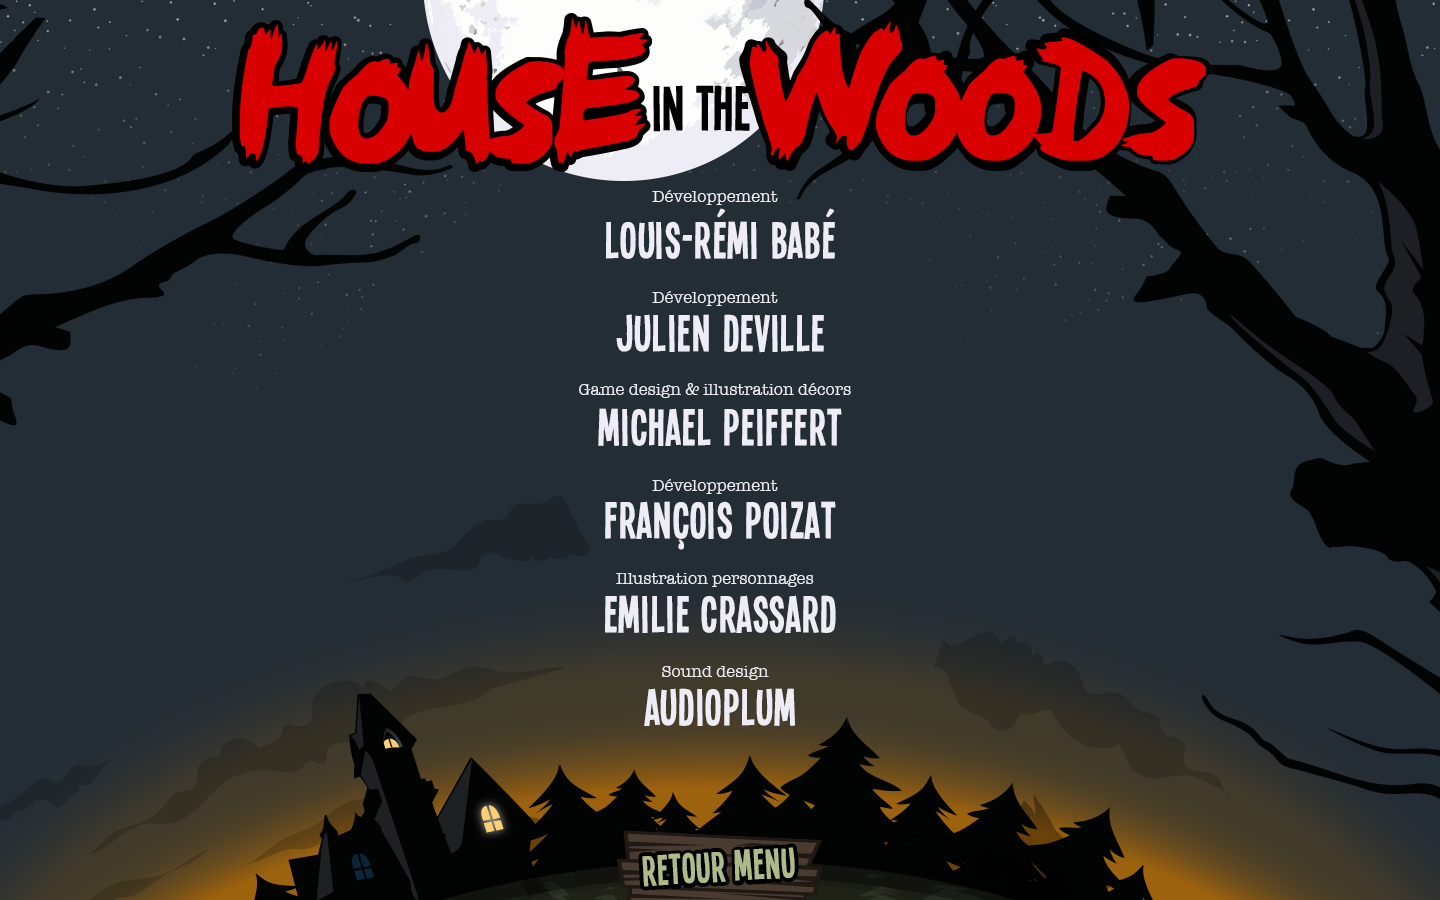 HOUSE IN THE WOODS
Développement
LOUIS-RÉMI BABÉ
Développement
JULIEN DEVILLE
Game design & illustration décors
MICHAEL PEIFFERT
Développement
FRANÇOIS POIZAT
Illustration personnages
EMILIE CRASSARD
Sound design
AUDIOPLUM
RETOUR MENU